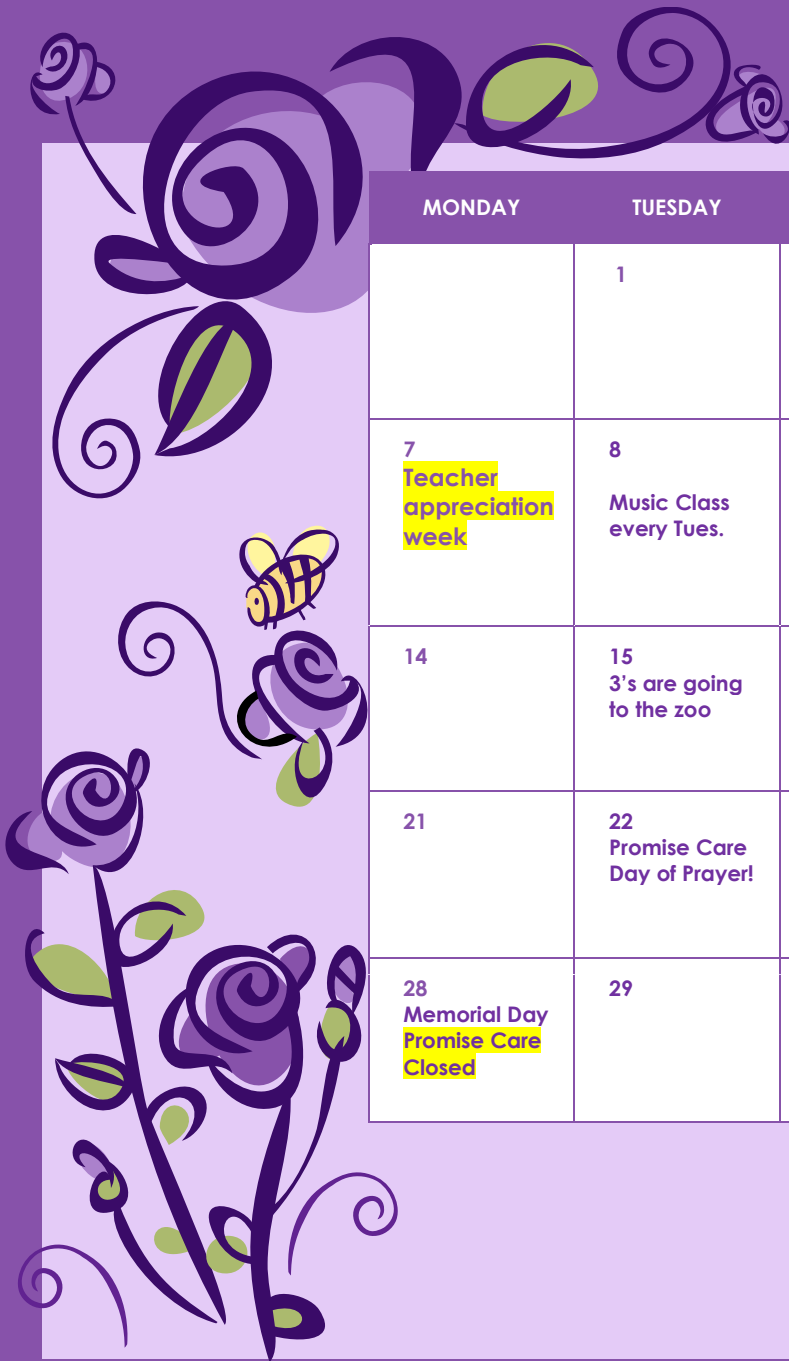 MONDAY TUESDAY
1
7
Teacher
appreciation
week
8
Music Class
every Tues.
14
15
3's are going
to the zoo
21
22
Promise Care
Day of Prayer!
28
Memorial Day
Promise Care
Closed
29